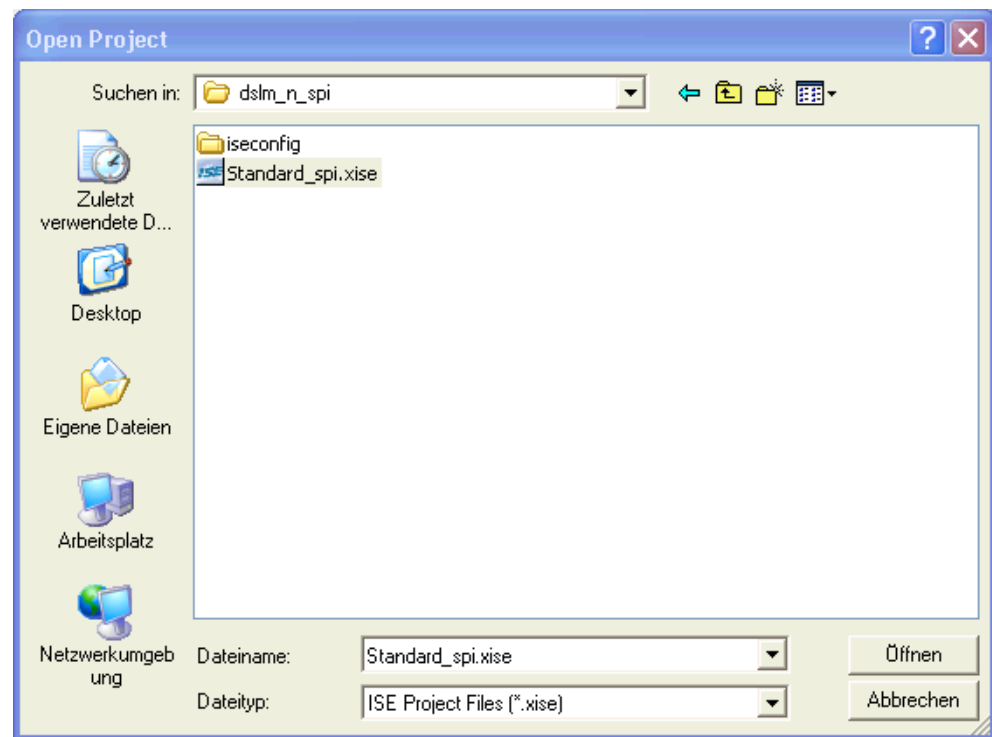 Open Project
Suchen in:
dslm_n_spi
iseconfig
ISE
Standard_spi.xise
Zuletzt
verwendete D...
Desktop
Eigene Dateien
Arbeitsplatz
Netzwerkumgeb
ung
Dateiname:
Standard_spi.xise
Öffnen
Dateityp:
ISE Project Files (*.xise)
Abbrechen